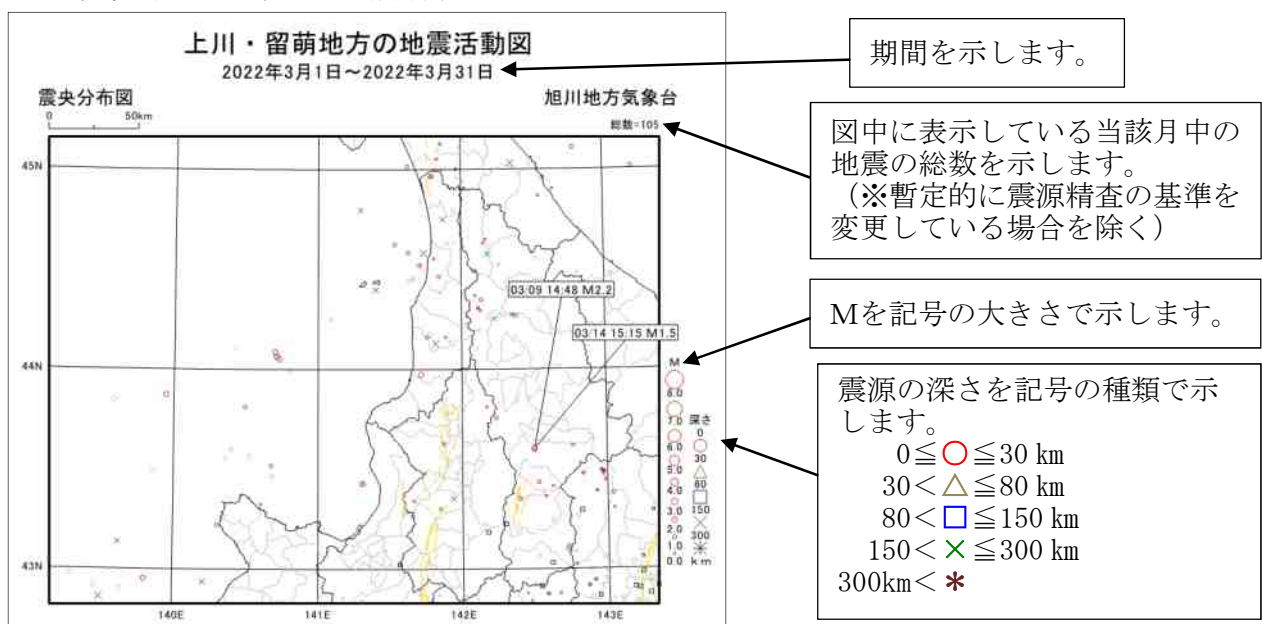 上川・留萌地方の地震活動図
2022年3月1日~2022年3月31日
震央分布図
旭川地方気象台
0 50km
総数=105
45N
44N
43N
140E 141E 142E 143E
03/09 14:48 M2.2
03/14 15:15 M1.5
M
8.0
7.0
6.0
5.0
4.0
3.0
2.0
1.0
0.0
深さ
0
30
80
150
300
km
期間を示します。
図中に表示している当該月中の
地震の総数を示します。
(※暫定的に震源精査の基準を
変更している場合を除く)
Mを記号の大きさで示します。
震源の深さを記号の種類で示
します。
0≦○≦30 km
30<△≦80 km
80<□≦150 km
150<×≦300 km
300km<*